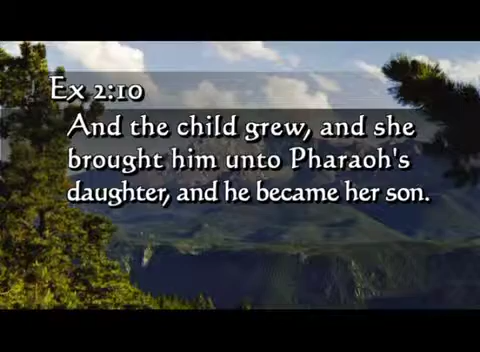 Ex 2:10
And the child grew, and she
brought him unto Pharaoh's
daughter, and he became her son.